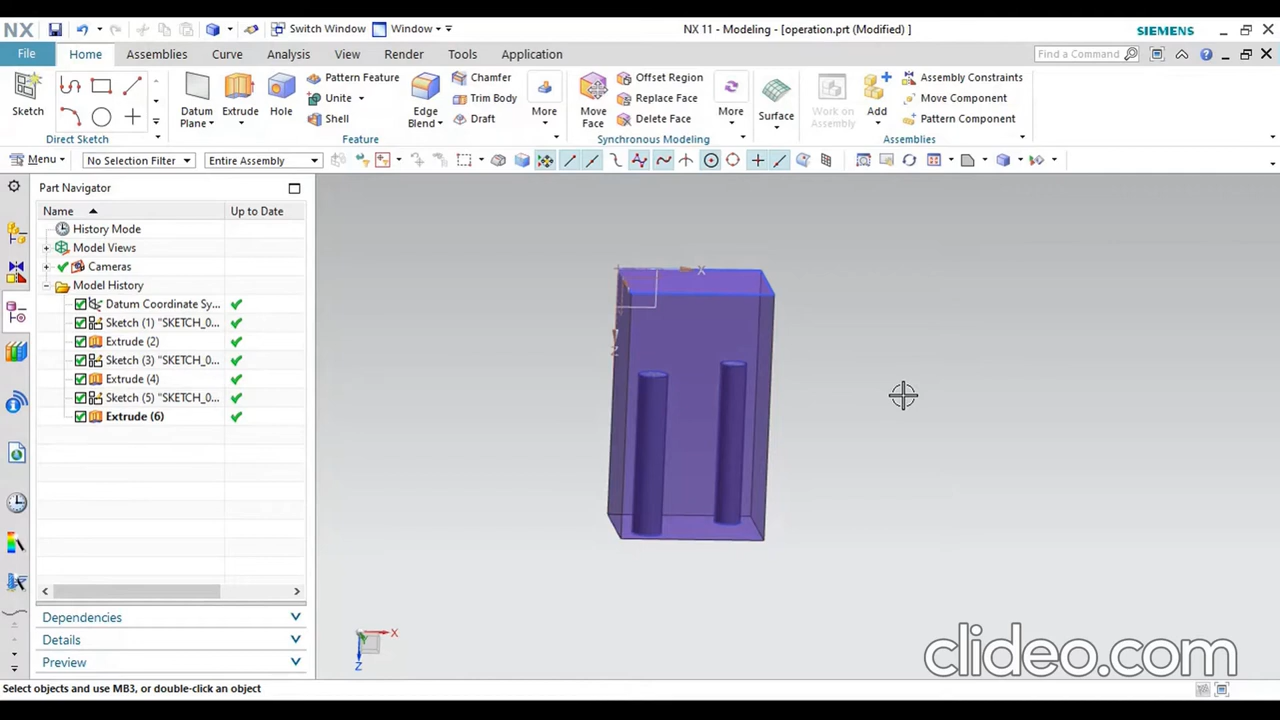 NX
Switch Window
Window
NX 11 - Modeling - [operation.prt (Modified) ]
SIEMENS
File
Home
Assemblies
Curve
Analysis
View
Render
Tools
Application
Find a Command
Sketch
Direct Sketch
Datum
Plane
Extrude
Hole
Pattern Feature
Unite
Shell
Edge
Blend
Chamfer
Trim Body
Draft
More
Feature
Move
Face
Offset Region
Replace Face
Delete Face
More
Synchronous Modeling
Surface
Work on
Assembly
Add
Assembly Constraints
Move Component
Pattern Component
Assemblies
Menu
No Selection Filter
Entire Assembly
Part Navigator
Name
Up to Date
History Mode
Model Views
Cameras
Model History
Datum Coordinate Sy...
Sketch (1) "SKETCH_0...
Extrude (2)
Sketch (3) "SKETCH_0...
Extrude (4)
Sketch (5) "SKETCH_0...
Extrude (6)
Dependencies
Details
Preview
X
Z
X
Z
clideo.com
Select objects and use MB3, or double-click an object